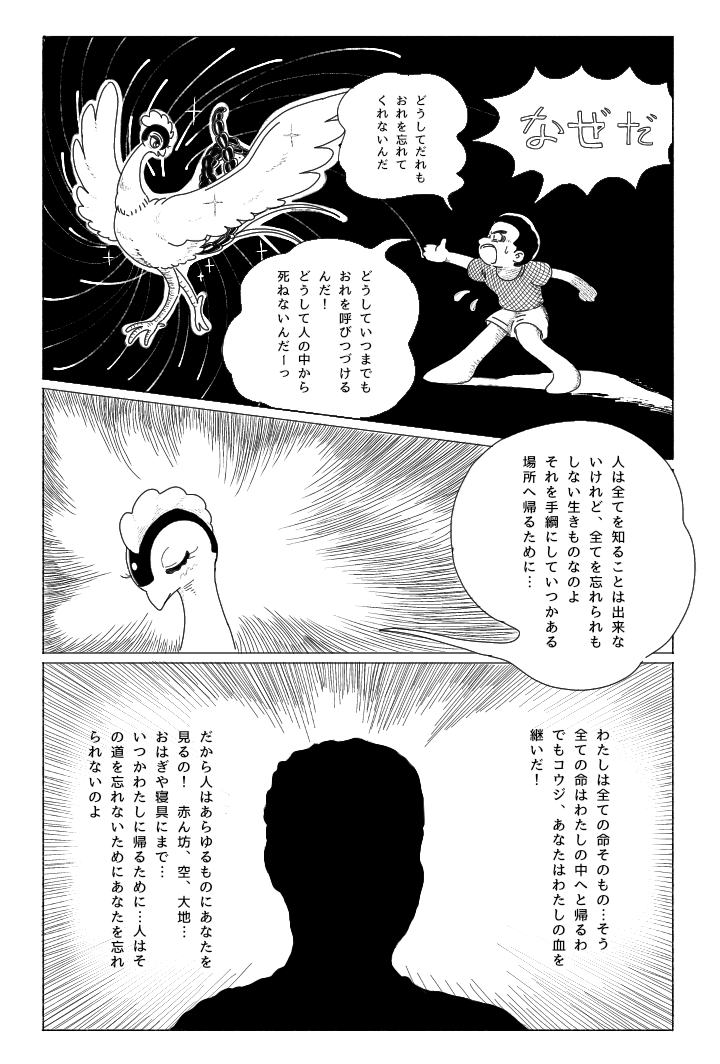 なぜだ
どうしてだれも
おれを忘れて
くれないんだ
どうしていつまでも
おれを呼びつづける
んだ！
どうして人の中から
死ねないんだーっ
人は全てを知ることは出来な
いけれど、全てを忘れられも
しない生きものなのよ
それを手綱にしていつかある
場所へ帰るために…
わたしは全ての命そのもの…そう
全ての命はわたしの中へと帰るわ
でもコウジ、あなたはわたしの血を
継いだ！
だから人はあらゆるものにあなたを
見るの！　赤ん坊、空、大地…
おはぎや寝具にまで…
いつかわたしに帰るために…人はそ
の道を忘れないためにあなたを忘れ
られないのよ